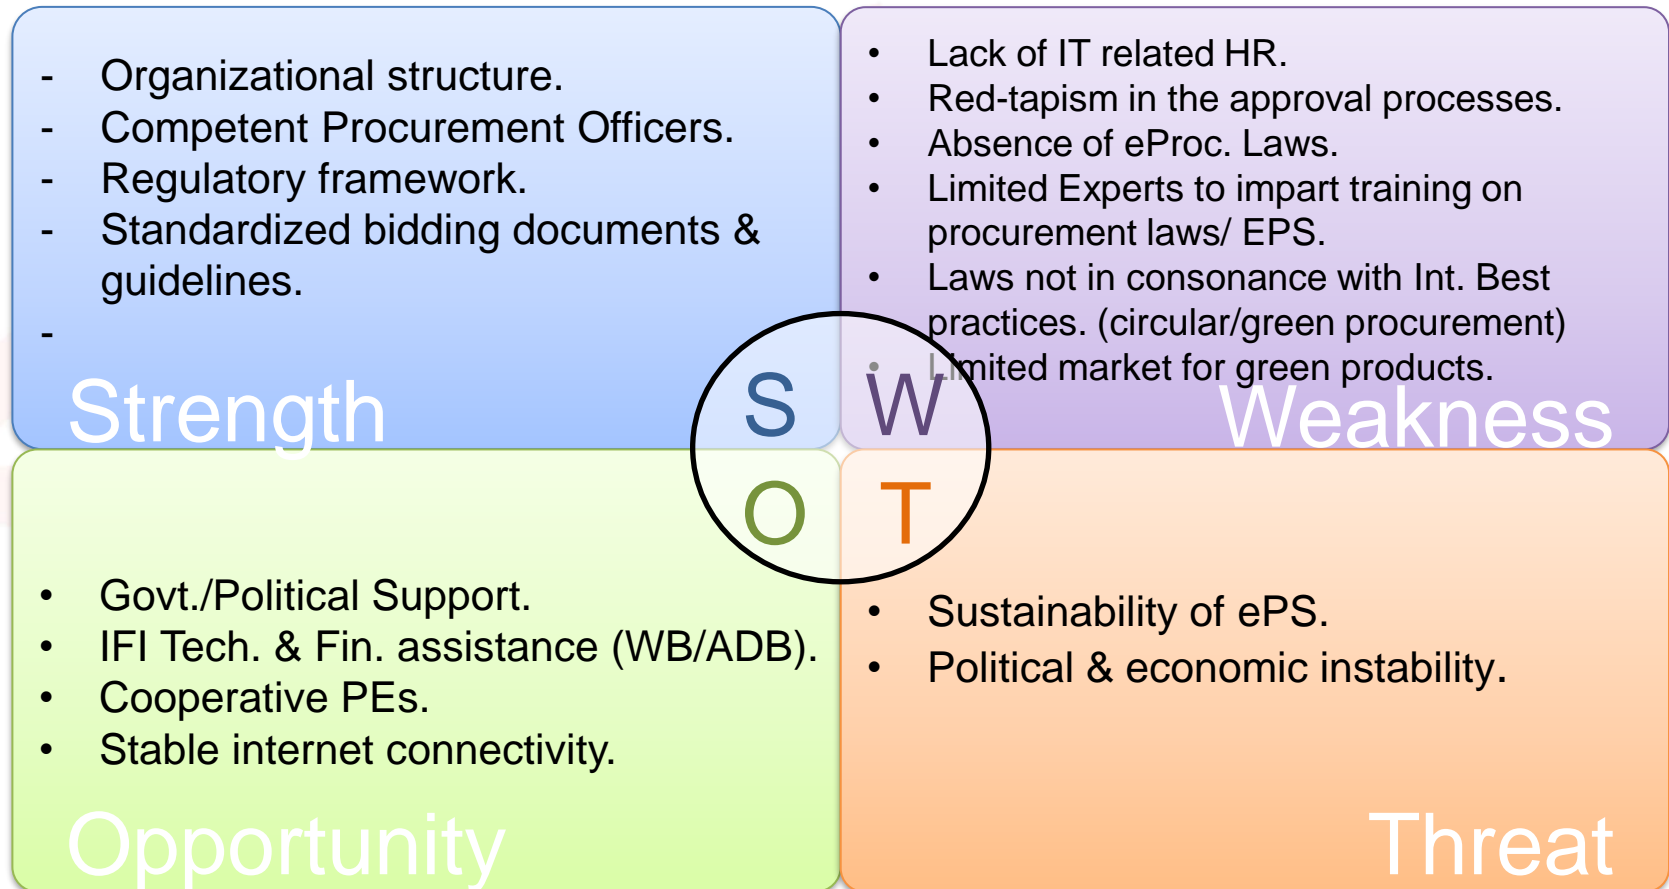 - Organizational structure.
- Competent Procurement Officers.
- Regulatory framework.
- Standardized bidding documents &
guidelines.
-
Strength
• Lack of IT related HR.
• Red-tapism in the approval processes.
• Absence of eProc. Laws.
• Limited Experts to impart training on
procurement laws/ EPS.
• Laws not in consonance with Int. Best
practices. (circular/green procurement)
• Limited market for green products.
Weakness
S W
O T
• Govt./Political Support.
• IFI Tech. & Fin. assistance (WB/ADB).
• Cooperative PEs.
• Stable internet connectivity.
Opportunity
• Sustainability of ePS.
• Political & economic instability.
Threat